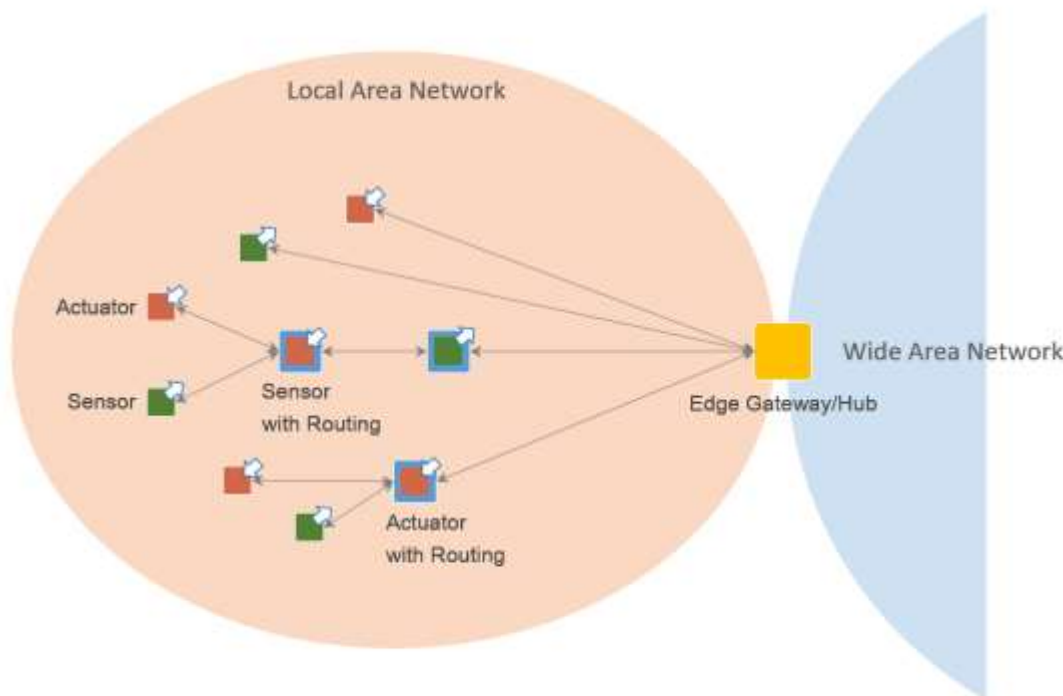 Local Area Network
Actuator
Wide Area Network
Sensor
Sensor
with Routing
Edge Gateway/Hub
Actuator
with Routing